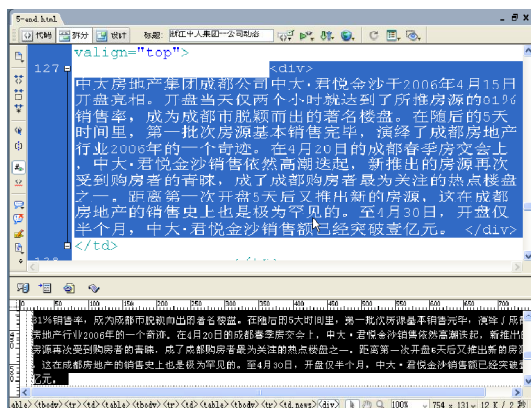 5-end.html
代码 拆分 设计 标题: 浙江中人集团--公司动态
valign="top">
127 <div>
中大房地产集团成都公司中大·君悦金沙于2006年4月15日
开盘亮相。开盘当天仅两个小时就达到了所推房源的81%
销售率，成为成都市脱颖而出的著名楼盘。在随后的5天
时间里，第一批次房源基本销售完毕，演绎了成都房地产
行业2006年的一个奇迹。在4月20日的成都春季房交会上
，中大·君悦金沙销售依然高潮迭起，新推出的房源再次
受到购房者的青睐，成了成都购房者最为关注的热点楼盘
之一。距离第一次开盘5天后又推出新的房源，这在成都
房地产的销售史上也是极为罕见的。至4月30日，开盘仅
半个月，中大·君悦金沙销售额已经突破壹亿元。 </div>
</td>
0 50 100 150 200 250 300 350 400 450 500 550 600 650 700
81%销售率，成为成都市脱颖而出的著名楼盘。在随后的5天时间里，第一批次房源基本销售完毕，演绎了成
房地产行业2006年的一个奇迹。在4月20日的成都春季房交会上，中大·君悦金沙销售依然高潮迭起，新推出
房源再次受到购房者的青睐，成了成都购房者最为关注的热点楼盘之一。距离第一次开盘5天后又推出新的房
，这在成都房地产的销售史上也是极为罕见的。至4月30日，开盘仅半个月，中大·君悦金沙销售额已经突破
亿元。
<tbody><tr><td><table><tbody><tr><td><table><tbody><tr><td.news><div> 100% 754 x 131 12 K / 2 秒